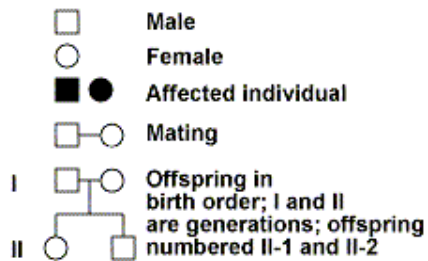 Male
Female
Affected individual
Mating
I Offspring in
birth order; I and II
are generations; offspring
II numbered II-1 and II-2